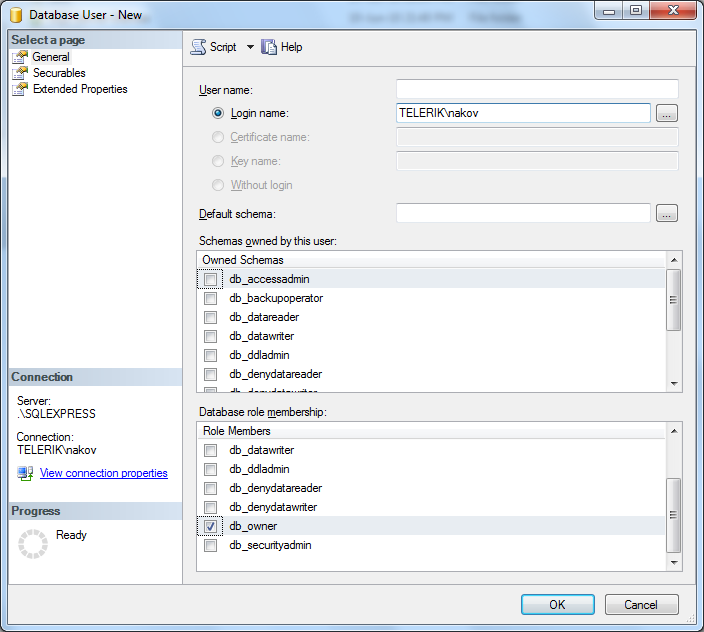 Database User - New
Select a page
General
Securables
Extended Properties
Script
Help
User name:
Login name:
TELERIK\nakov
...
Certificate name:
Key name:
Without login
Default schema:
...
Schemas owned by this user:
Owned Schemas
db_accessadmin
db_backupoperator
db_datareader
db_datawriter
db_ddladmin
db_denydatareader
db_denydatawriter
Database role membership:
Role Members
db_datawriter
db_ddladmin
db_denydatareader
db_denydatawriter
db_owner
db_securityadmin
Connection
Server:
.\SQLEXPRESS
Connection:
TELERIK\nakov
View connection properties
Progress
Ready
OK
Cancel